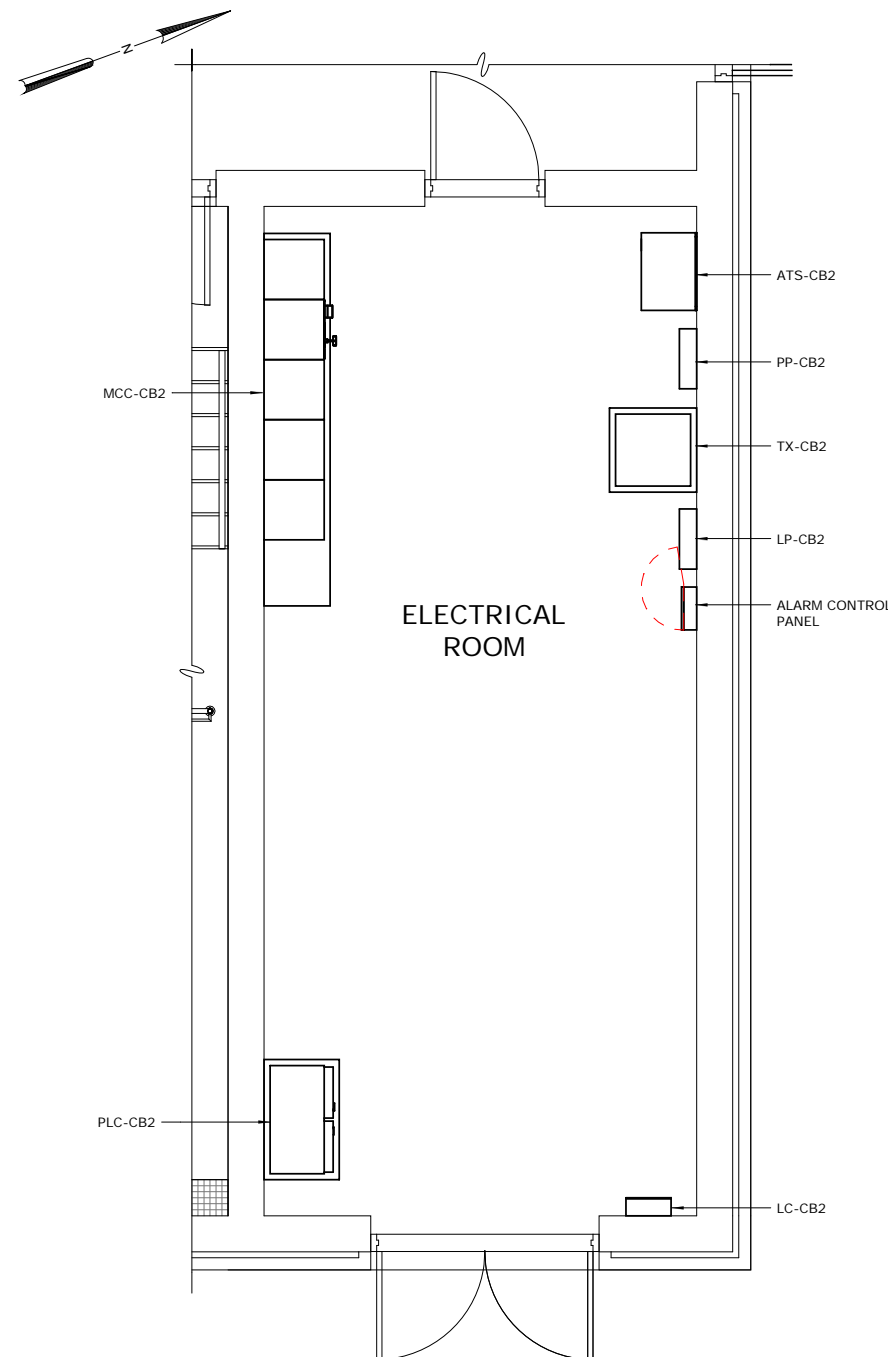 N
ATS-CB2
PP-CB2
TX-CB2
MCC-CB2
LP-CB2
ELECTRICAL
ROOM
ALARM CONTROL
PANEL
PLC-CB2
LC-CB2